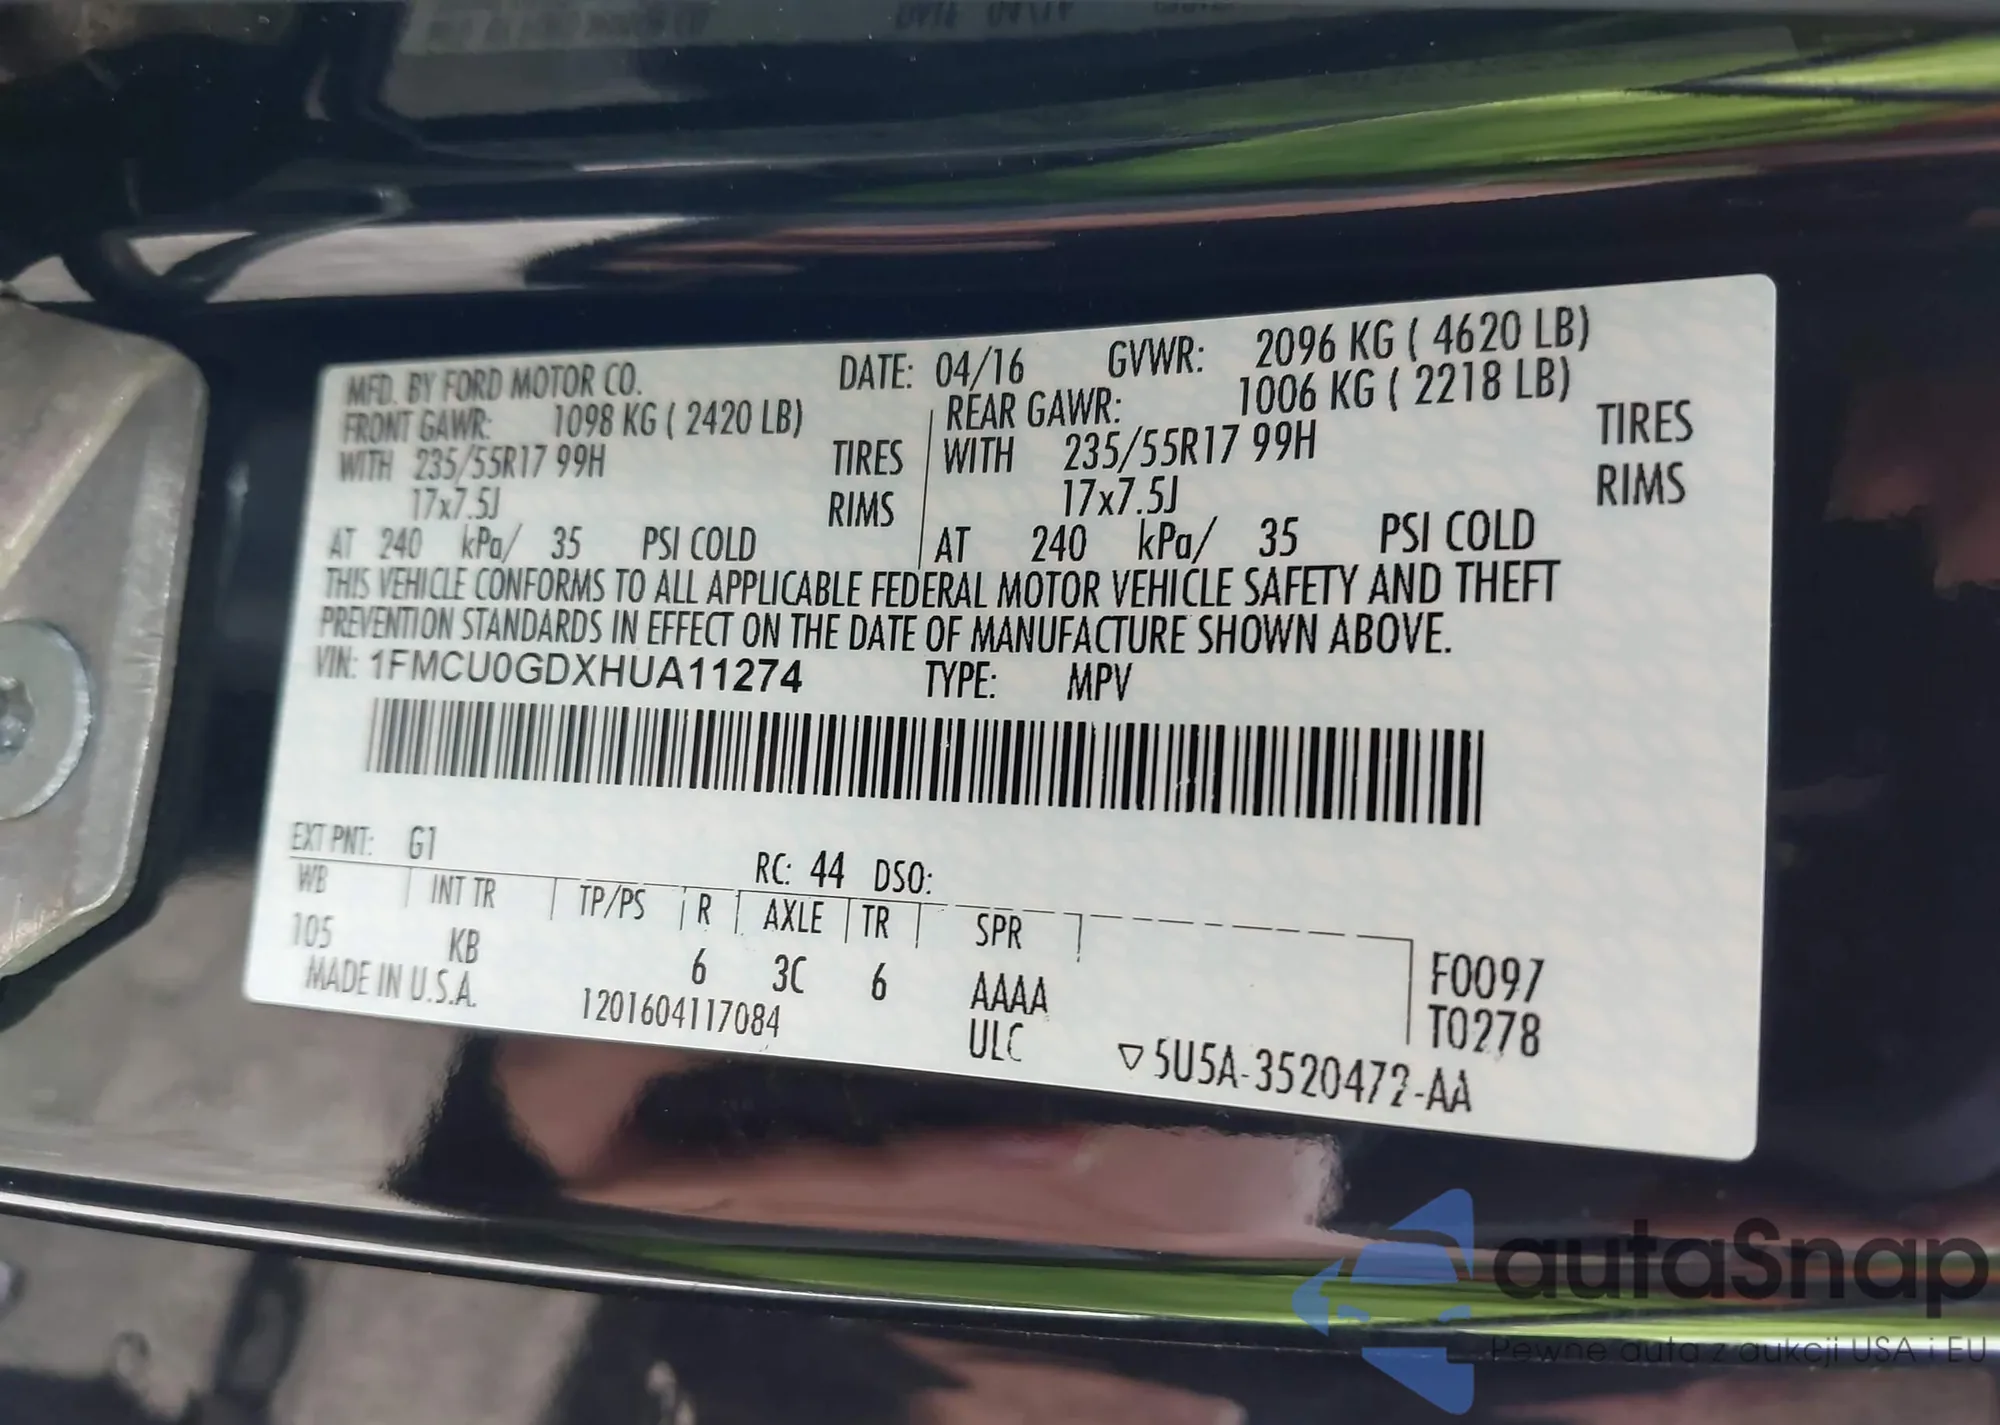 MFD. BY FORD MOTOR CO. DATE: 04/16 GVWR: 2096 KG ( 4620 LB)
FRONT GAWR: 1098 KG ( 2420 LB) REAR GAWR: 1006 KG ( 2218 LB)
WITH 235/55R17 99H TIRES WITH 235/55R17 99H TIRES
17x7.5J RIMS 17x7.5J RIMS
AT 240 kPa/ 35 PSI COLD AT 240 kPa/ 35 PSI COLD
THIS VEHICLE CONFORMS TO ALL APPLICABLE FEDERAL MOTOR VEHICLE SAFETY AND THEFT
PREVENTION STANDARDS IN EFFECT ON THE DATE OF MANUFACTURE SHOWN ABOVE.
VIN: 1FMCU0GDXHUA11274 TYPE: MPV
EXT PNT: G1 RC: 44 DSO:
WB INT TR TP/PS R AXLE TR SPR
105 KB 6 3C 6 AAAA F0097
MADE IN U.S.A. 1201604117084 ULC T0278
▽5U5A-3520472-AA
autaSnap
Pewne auta z aukcji USA i EU